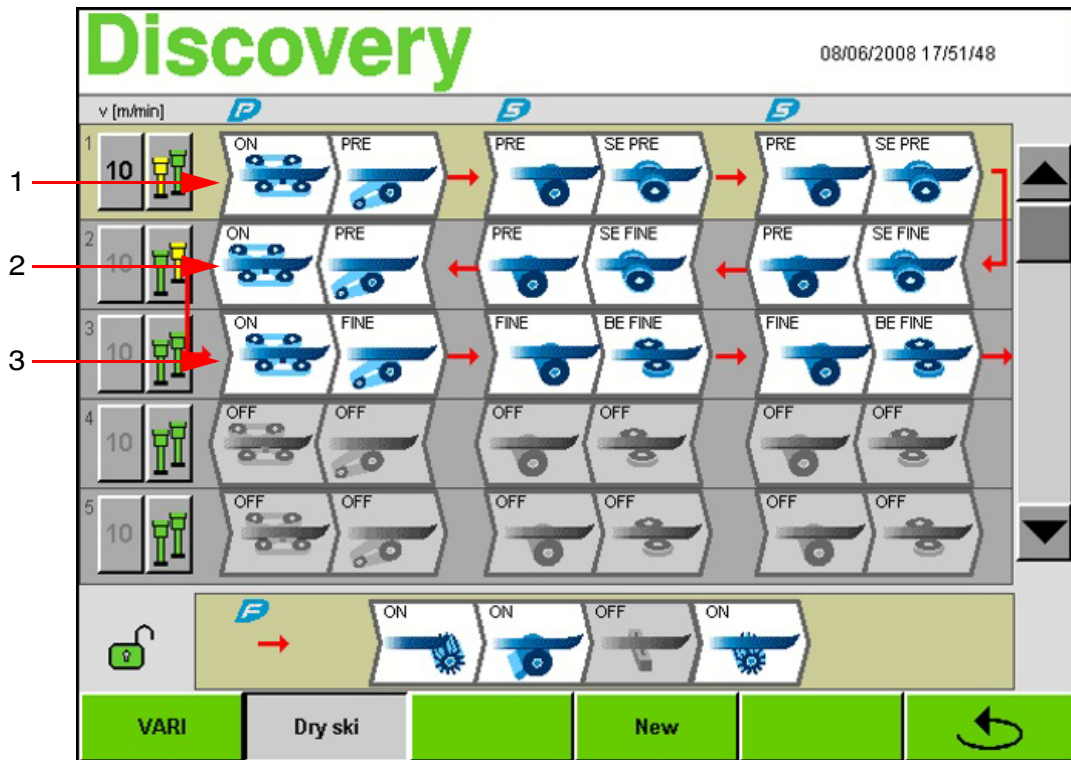 Discovery
08/06/2008 17/51/48
v [m/min] P S S
1 1 10 ON PRE PRE SE PRE PRE SE PRE
2 2 10 ON PRE PRE SE FINE PRE SE FINE
3 3 10 ON FINE FINE BE FINE FINE BE FINE
4 10 OFF OFF OFF OFF OFF OFF
5 10 OFF OFF OFF OFF OFF OFF
F ON ON OFF ON
VARI Dry ski New